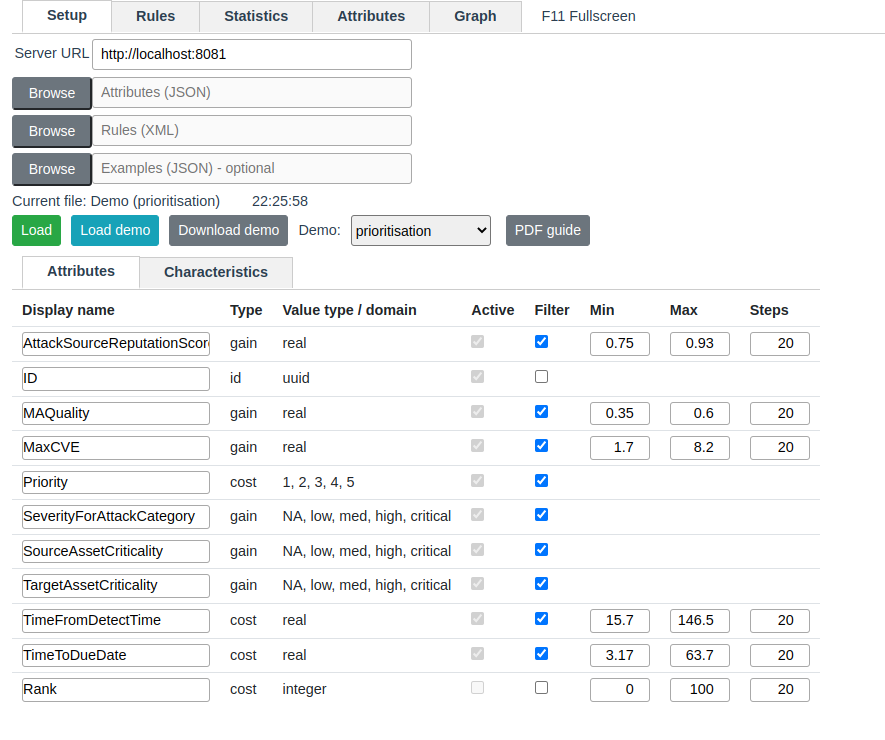 Setup Rules Statistics Attributes Graph F11 Fullscreen
Server URL http://localhost:8081
Browse Attributes (JSON)
Browse Rules (XML)
Browse Examples (JSON) - optional
Current file: Demo (prioritisation) 22:25:58
Load Load demo Download demo Demo: prioritisation PDF guide
Attributes Characteristics
Display name Type Value type / domain Active Filter Min Max Steps
AttackSourceReputationScor gain real 0.75 0.93 20
ID id uuid
MAQuality gain real 0.35 0.6 20
MaxCVE gain real 1.7 8.2 20
Priority cost 1, 2, 3, 4, 5
SeverityForAttackCategory gain NA, low, med, high, critical
SourceAssetCriticality gain NA, low, med, high, critical
TargetAssetCriticality gain NA, low, med, high, critical
TimeFromDetectTime cost real 15.7 146.5 20
TimeToDueDate cost real 3.17 63.7 20
Rank cost integer 0 100 20